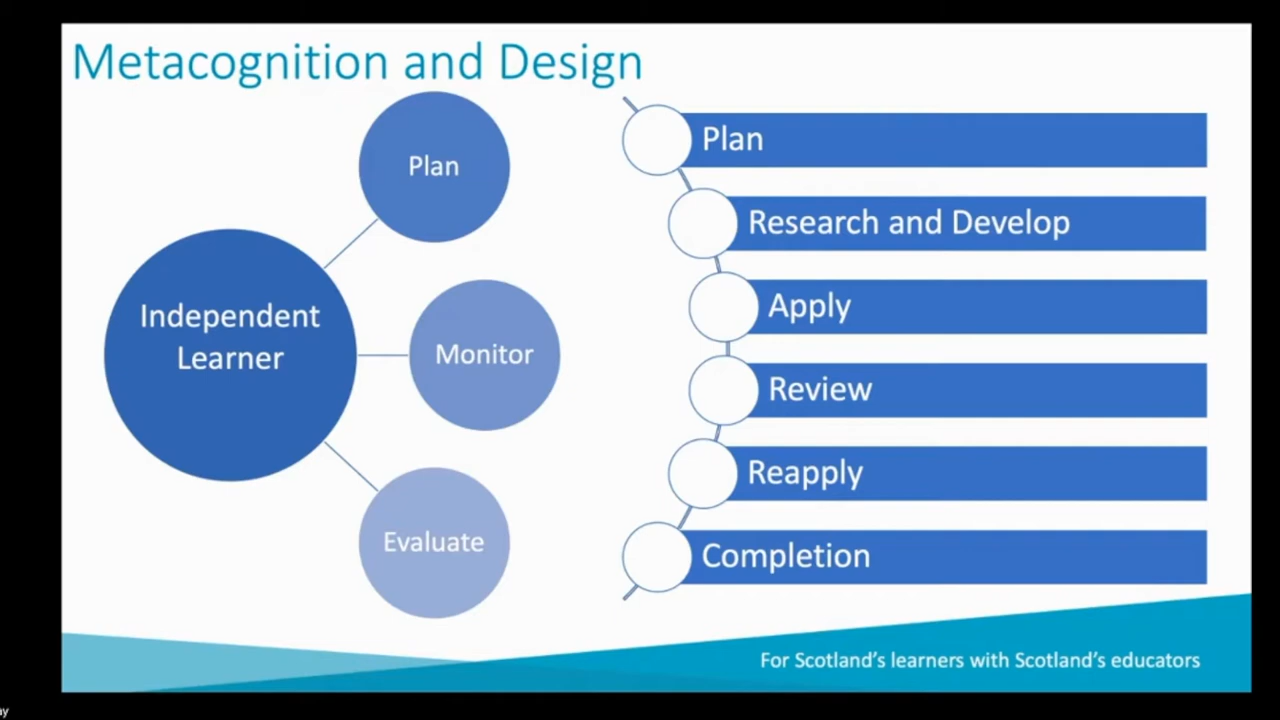 Metacognition and Design
Plan
Independent
Learner
Monitor
Evaluate
Plan
Research and Develop
Apply
Review
Reapply
Completion
For Scotland's learners with Scotland's educators